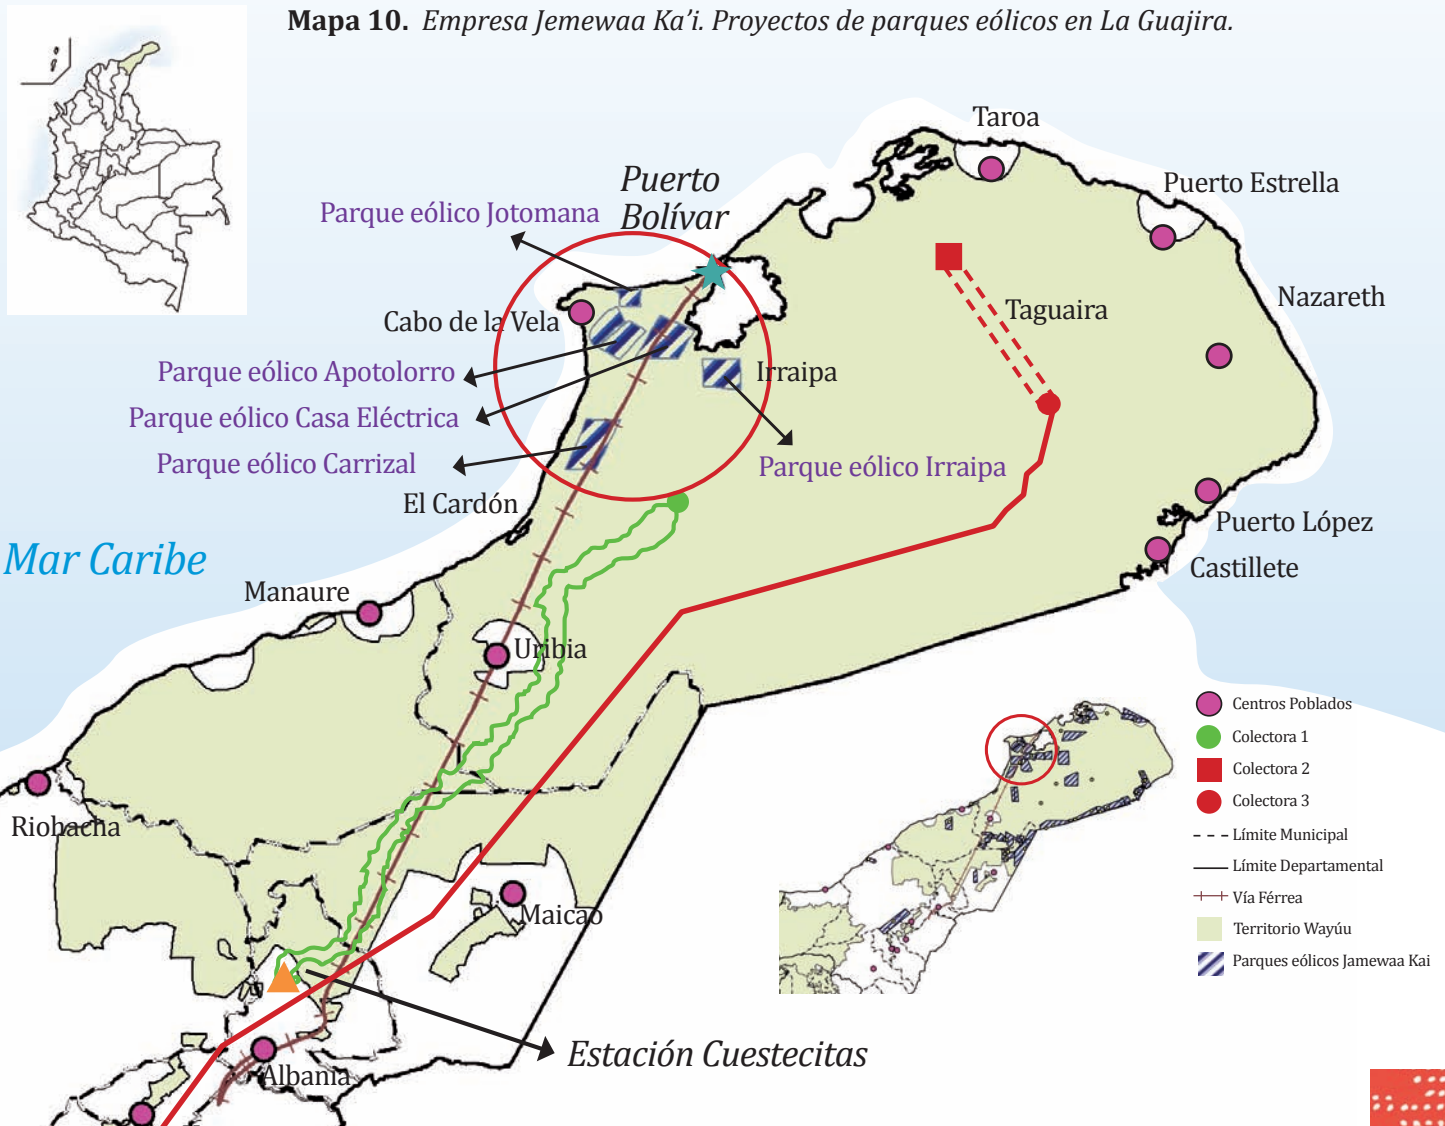 Mapa 10. Empresa Jemewaa Ka’i. Proyectos de parques eólicos en La Guajira.
Taroa
Puerto
Bolívar
Puerto Estrella
Parque eólico Jotomana
Nazareth
Taguaira
Cabo de la Vela
Parque eólico Apotolorro
Irraipa
Parque eólico Casa Eléctrica
Parque eólico Carrizal
Parque eólico Irraipa
El Cardón
Puerto López
Mar Caribe
Castillete
Manaure
Uribia
Riohacha
Maicao
Estación Cuestecitas
Albania
Centros Poblados
Colectora 1
Colectora 2
Colectora 3
Límite Municipal
Límite Departamental
Vía Férrea
Territorio Wayúu
Parques eólicos Jamewaa Kai